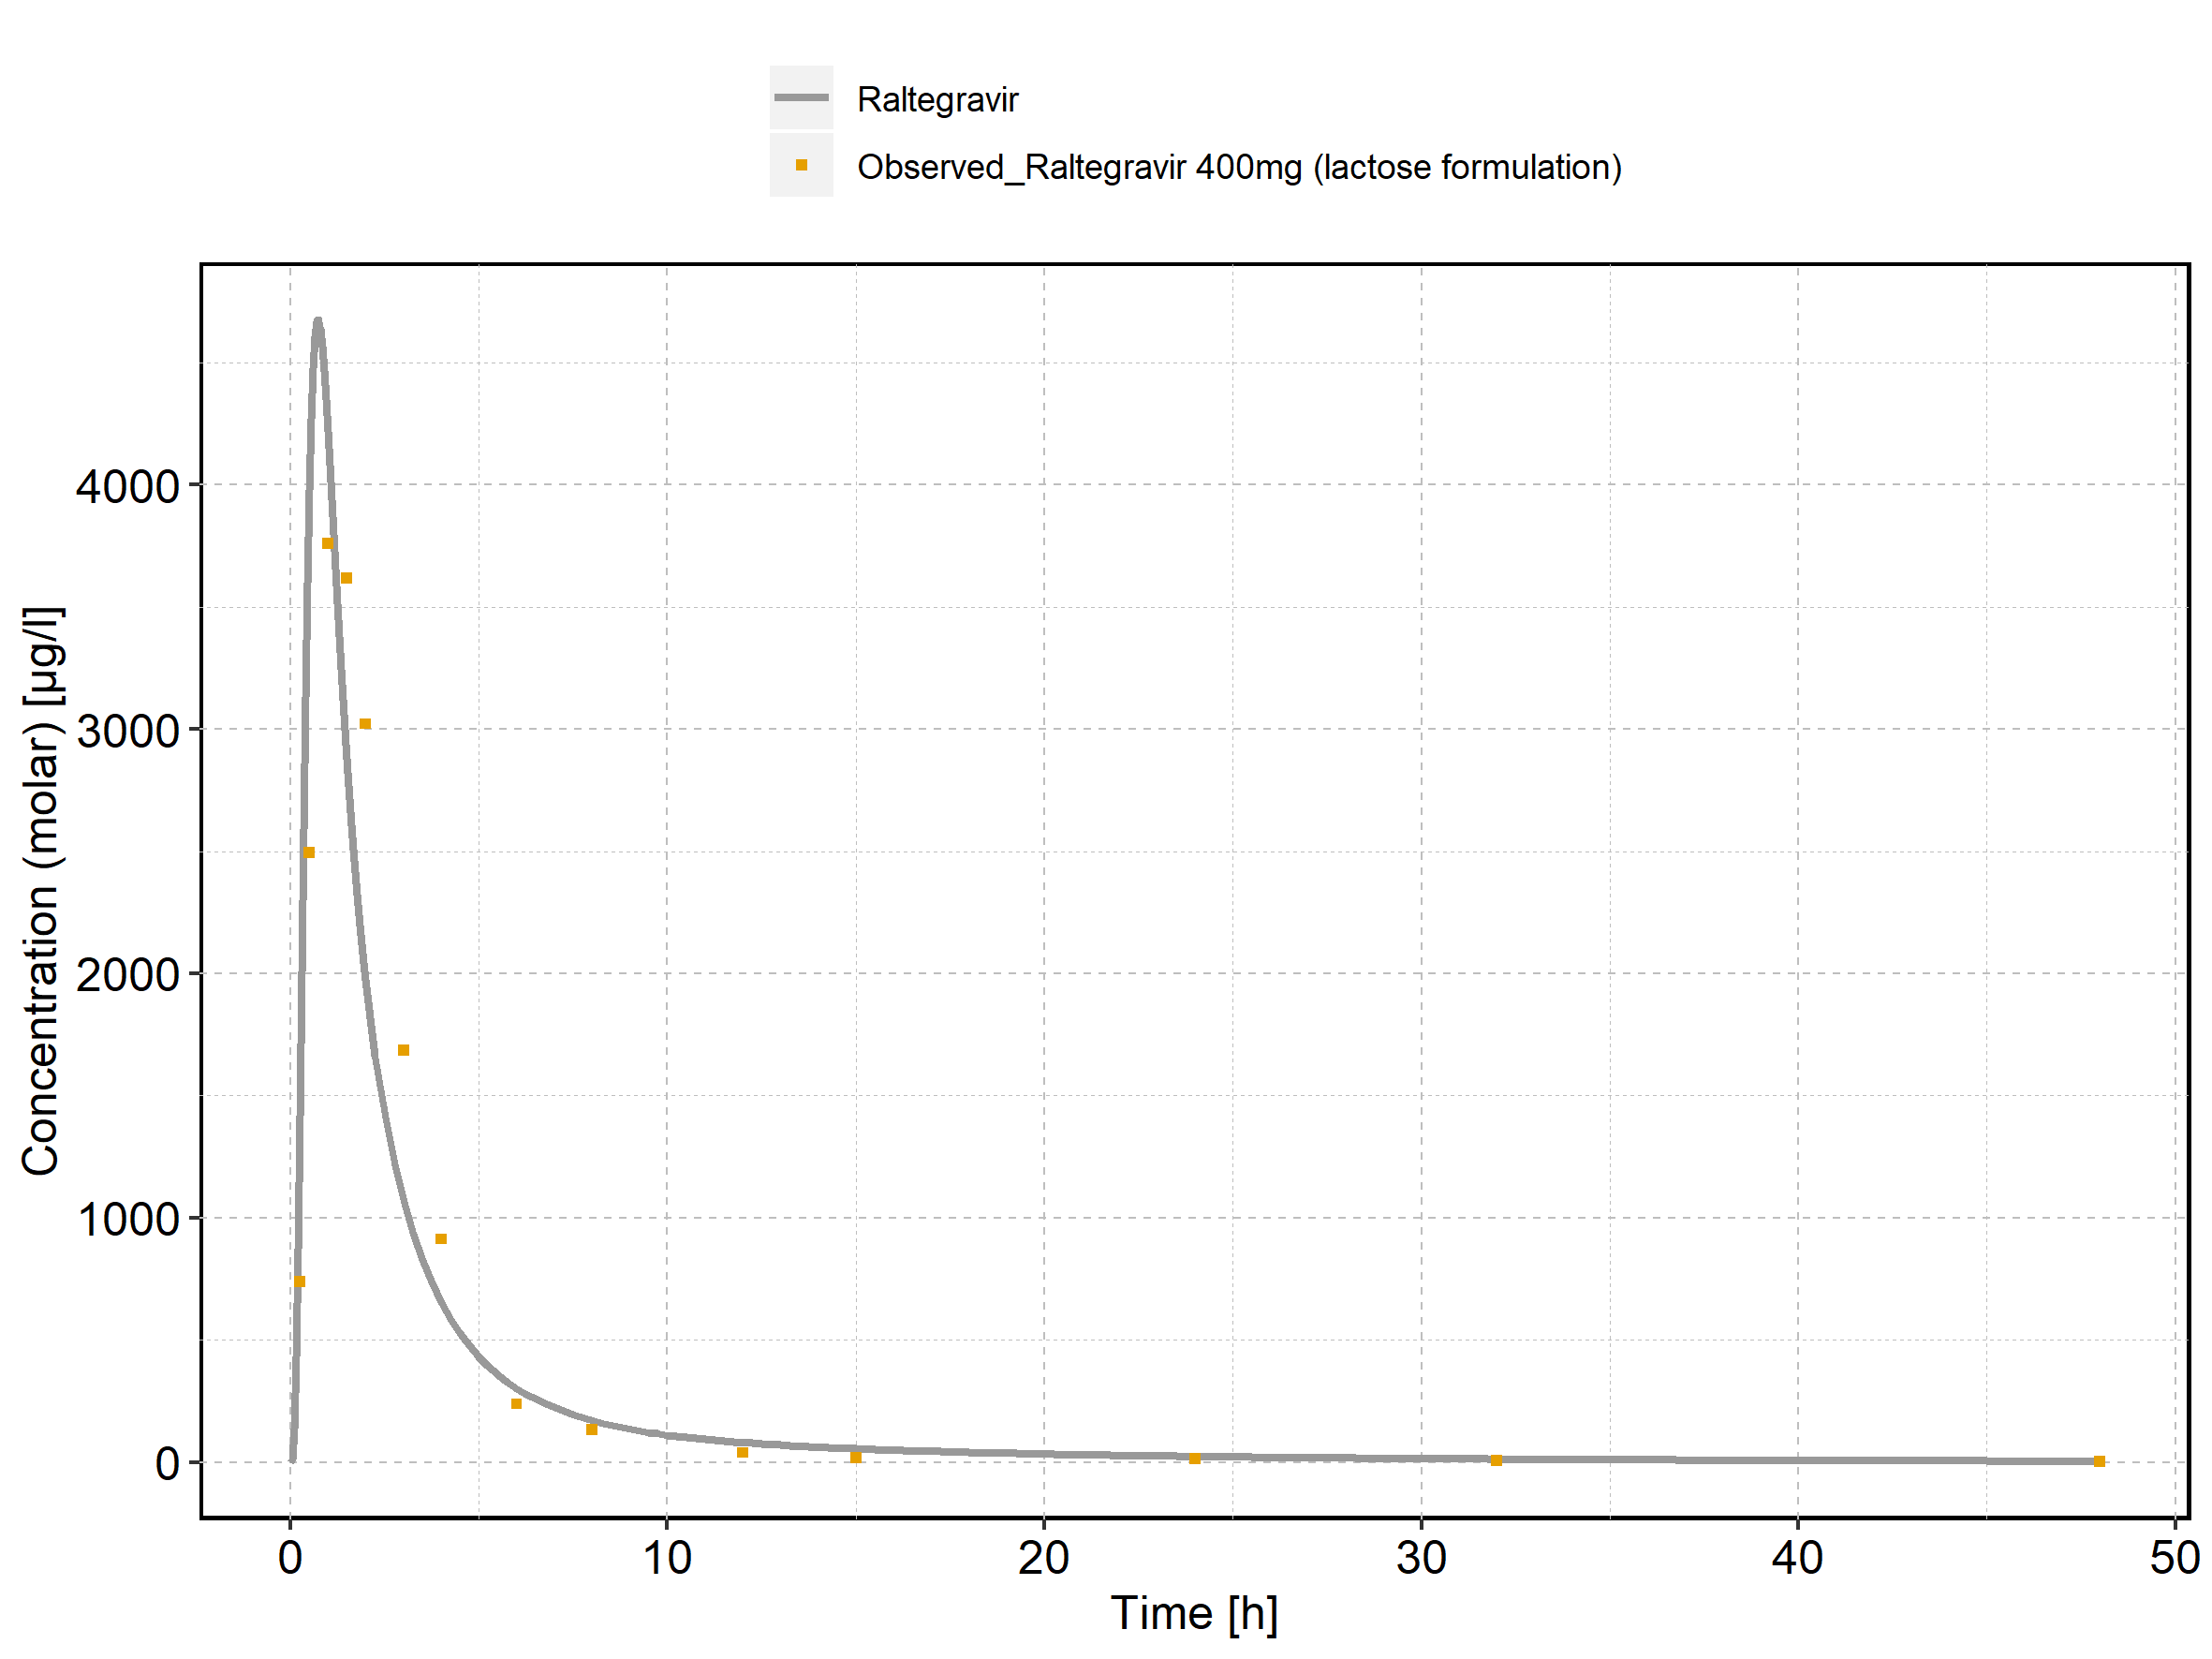 Raltegravir
Observed_Raltegravir 400mg (lactose formulation)
Concentration (molar) [µg/l]
4000
3000
2000
1000
0
0 10 20 30 40 50
Time [h]